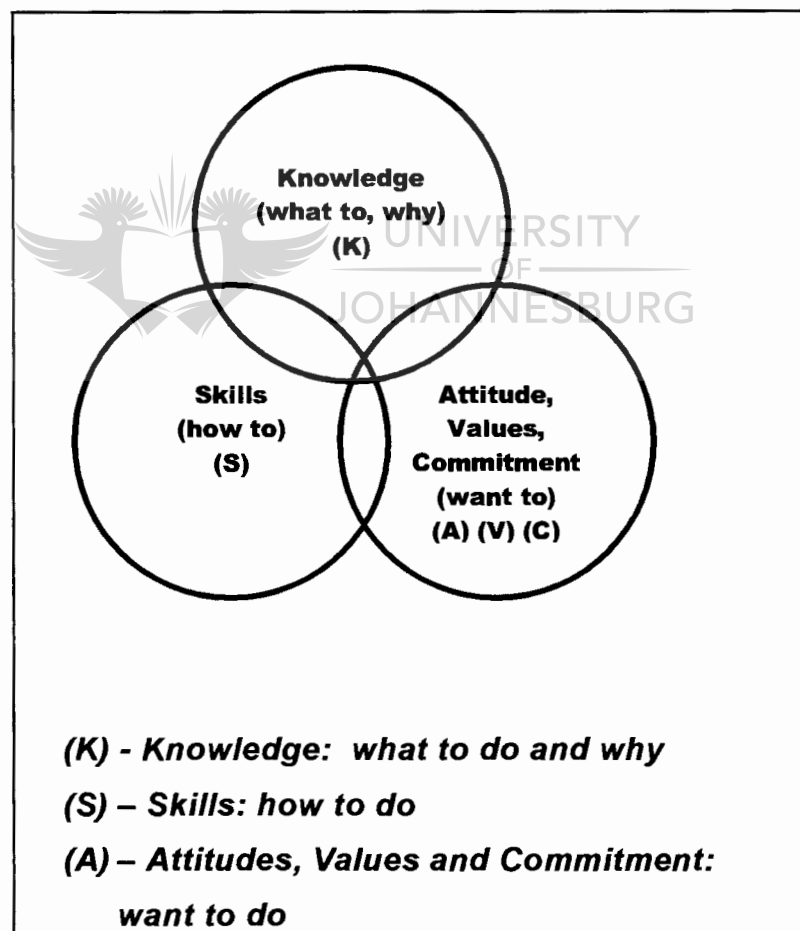 Knowledge
(what to, why)
(K)
UNIVERSITY
OF
JOHANNESBURG
Skills
(how to)
(S)
Attitude,
Values,
Commitment
(want to)
(A) (V) (C)
(K) - Knowledge: what to do and why
(S) – Skills: how to do
(A) – Attitudes, Values and Commitment:
want to do